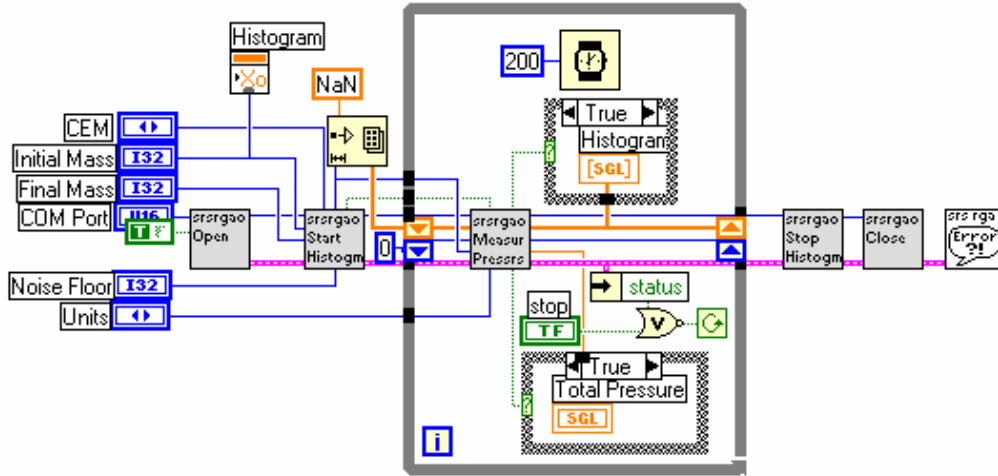 Histogram
NaN
200
True
Histogran
[SGL]
CEM
Initial Mass
I32
Final Mass
I32
COM Port
U16
T F
srsrgao
Open
srsrgao
Start
Histogm
0
srsrgao
Measur
Pressrs
srsrgao
Stop
Histogm
srsrgao
Close
srs rga
Error
?!
Noise Floor
I32
Units
status
stop
TF
V
True
Total Pressure
SGL
i